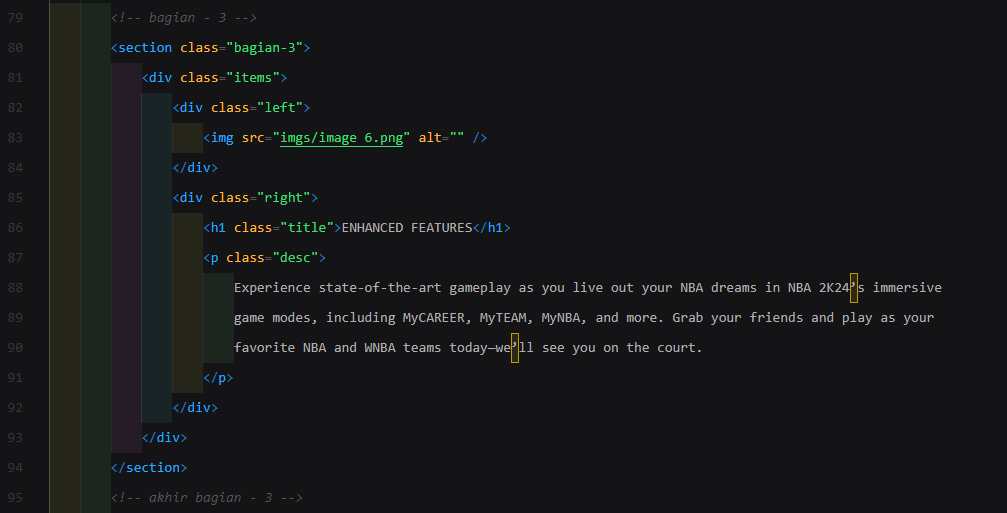 79 <!-- bagian - 3 -->
80 <section class="bagian-3">
81 <div class="items">
82 <div class="left">
83 <img src="imgs/image 6.png" alt="" />
84 </div>
85 <div class="right">
86 <h1 class="title">ENHANCED FEATURES</h1>
87 <p class="desc">
88 Experience state-of-the-art gameplay as you live out your NBA dreams in NBA 2K24’s immersive
89 game modes, including MyCAREER, MyTEAM, MyNBA, and more. Grab your friends and play as your
90 favorite NBA and WNBA teams today—we’ll see you on the court.
91 </p>
92 </div>
93 </div>
94 </section>
95 <!-- akhir bagian - 3 -->